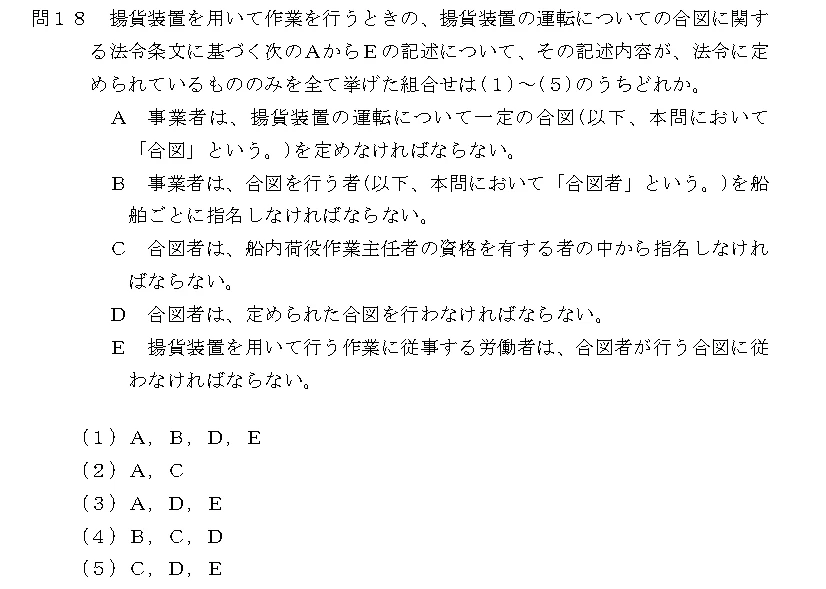 問１８　揚貨装置を用いて作業を行うときの、揚貨装置の運転についての合図に関す
る法令条文に基づく次のＡからＥの記述について、その記述内容が、法令に定
められているもののみを全て挙げた組合せは(１)～(５)のうちどれか。
Ａ　事業者は、揚貨装置の運転について一定の合図(以下、本問において
「合図」という。)を定めなければならない。
Ｂ　事業者は、合図を行う者(以下、本問において「合図者」という。)を船
舶ごとに指名しなければならない。
Ｃ　合図者は、船内荷役作業主任者の資格を有する者の中から指名しなけれ
ばならない。
Ｄ　合図者は、定められた合図を行わなければならない。
Ｅ　揚貨装置を用いて行う作業に従事する労働者は、合図者が行う合図に従
わなければならない。
(１) Ａ，Ｂ，Ｄ，Ｅ
(２) Ａ，Ｃ
(３) Ａ，Ｄ，Ｅ
(４) Ｂ，Ｃ，Ｄ
(５) Ｃ，Ｄ，Ｅ